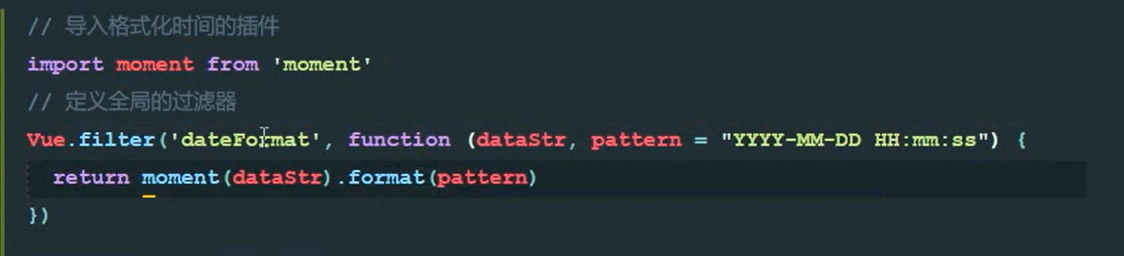 // 导入格式化时间的插件
import moment from 'moment'
// 定义全局的过滤器
Vue.filter('dateFormat', function (dataStr, pattern = "YYYY-MM-DD HH:mm:ss") {
  return moment(dataStr).format(pattern)
})